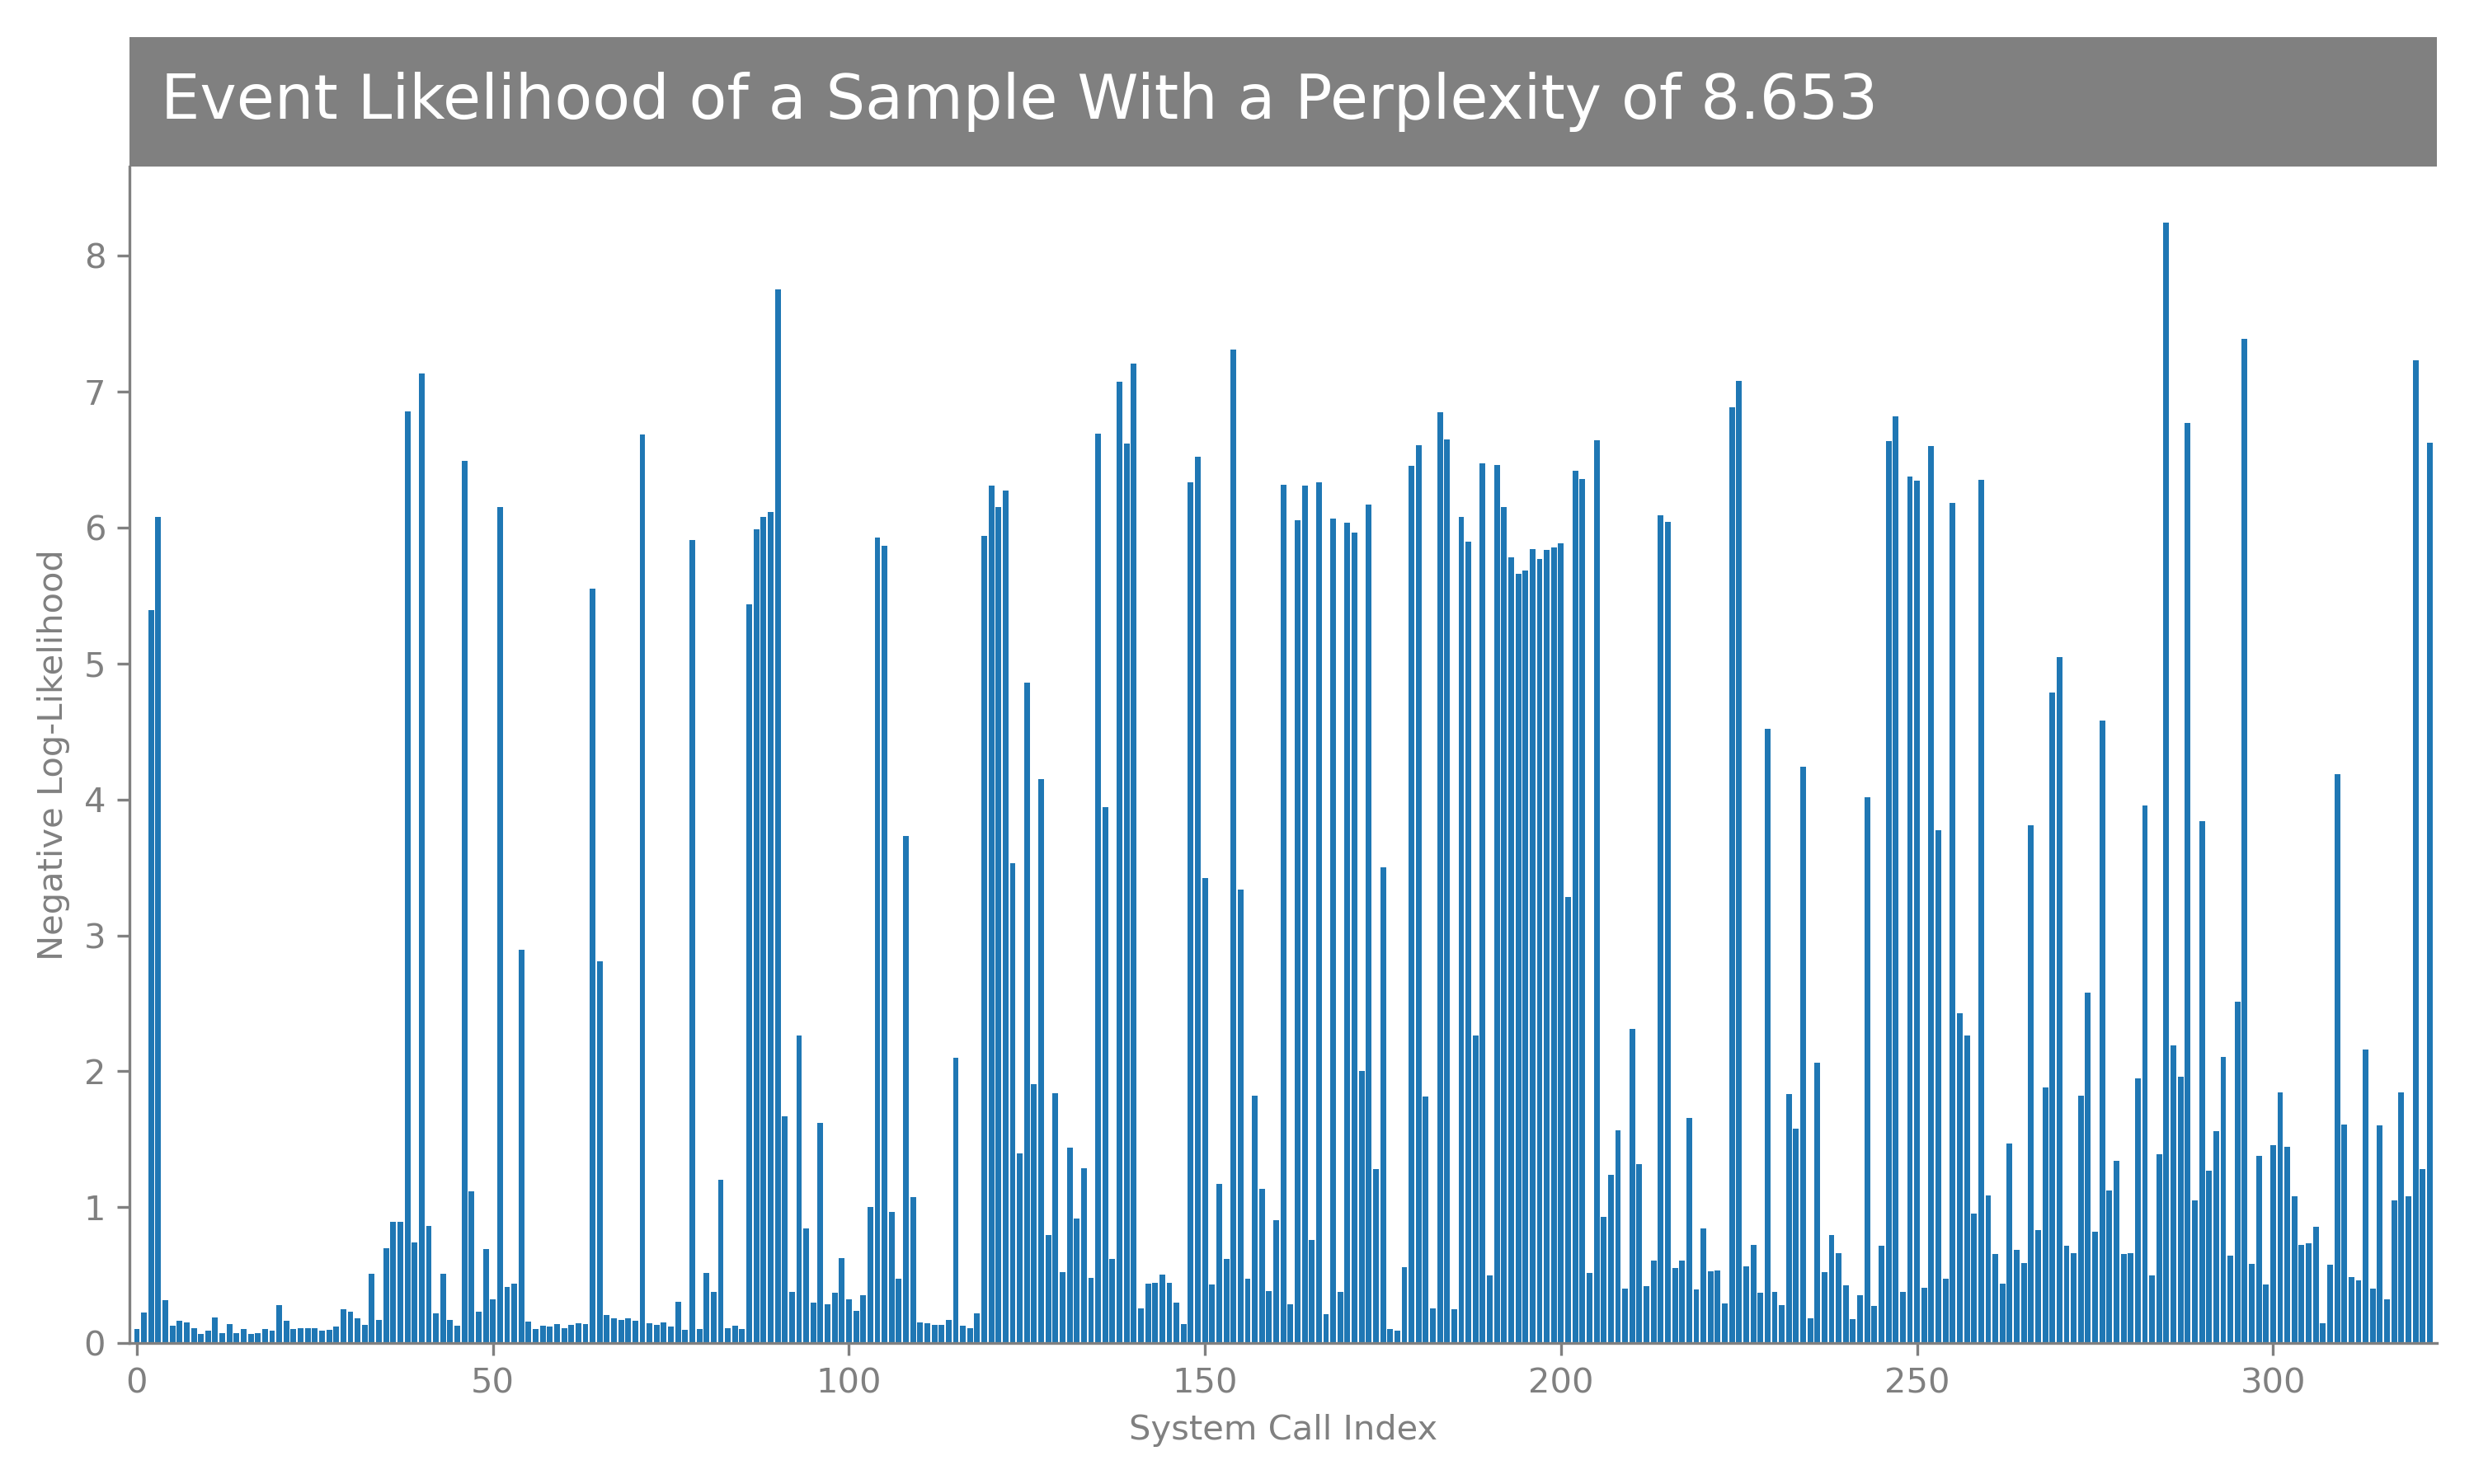 Event Likelihood of a Sample With a Perplexity of 8.653
8
7
6
5
4
3
2
1
0
Negative Log-Likelihood
0 50 100 150 200 250 300
System Call Index